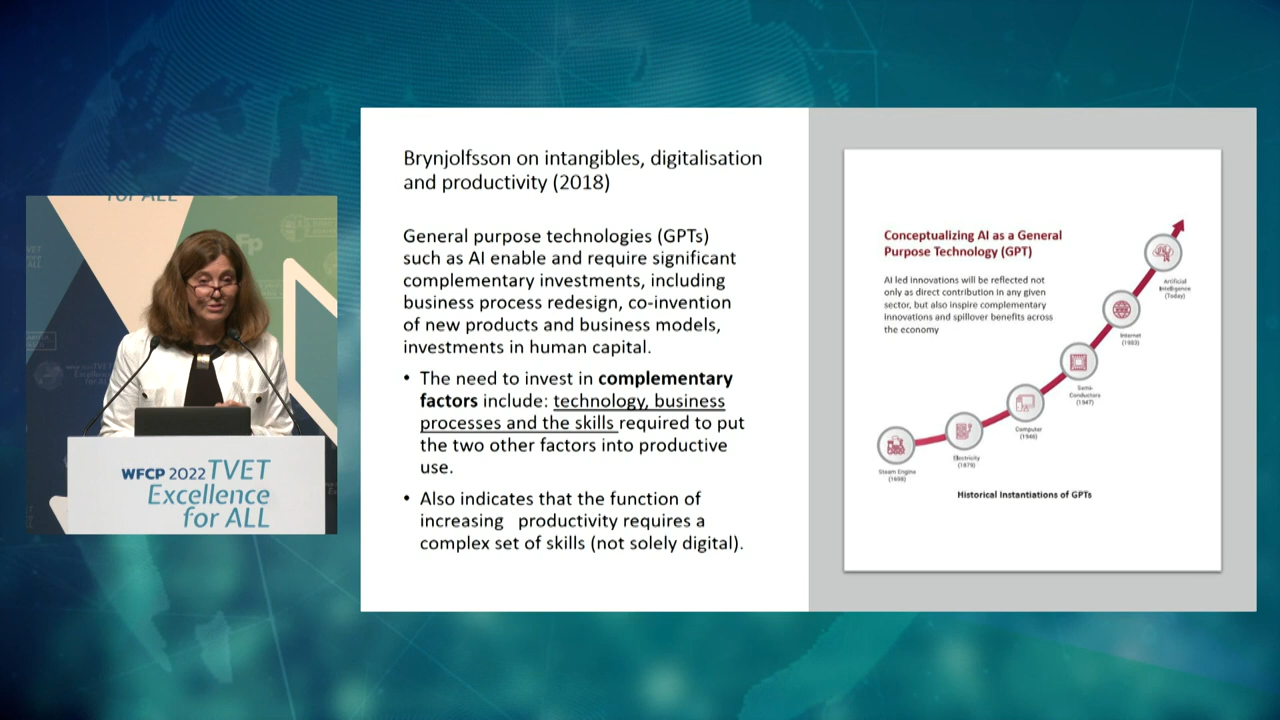 for ALL
WFCP 2022 TVET
Excellence
for ALL
Brynjolfsson on intangibles, digitalisation
and productivity (2018)
General purpose technologies (GPTs)
such as AI enable and require significant
complementary investments, including
business process redesign, co-invention
of new products and business models,
investments in human capital.
• The need to invest in complementary
factors include: technology, business
processes and the skills required to put
the two other factors into productive
use.
• Also indicates that the function of
increasing productivity requires a
complex set of skills (not solely digital).
Conceptualizing AI as a General
Purpose Technology (GPT)
AI led innovations will be reflected not
only as direct contribution in any given
sector, but also inspire complementary
innovations and spillover benefits across
the economy
Artificial
Intelligence
(Today)
Internet
(1983)
Semi-
Conductors
(1947)
Computer
(1946)
Electricity
(1879)
Steam Engine
(1698)
Historical Instantiations of GPTs